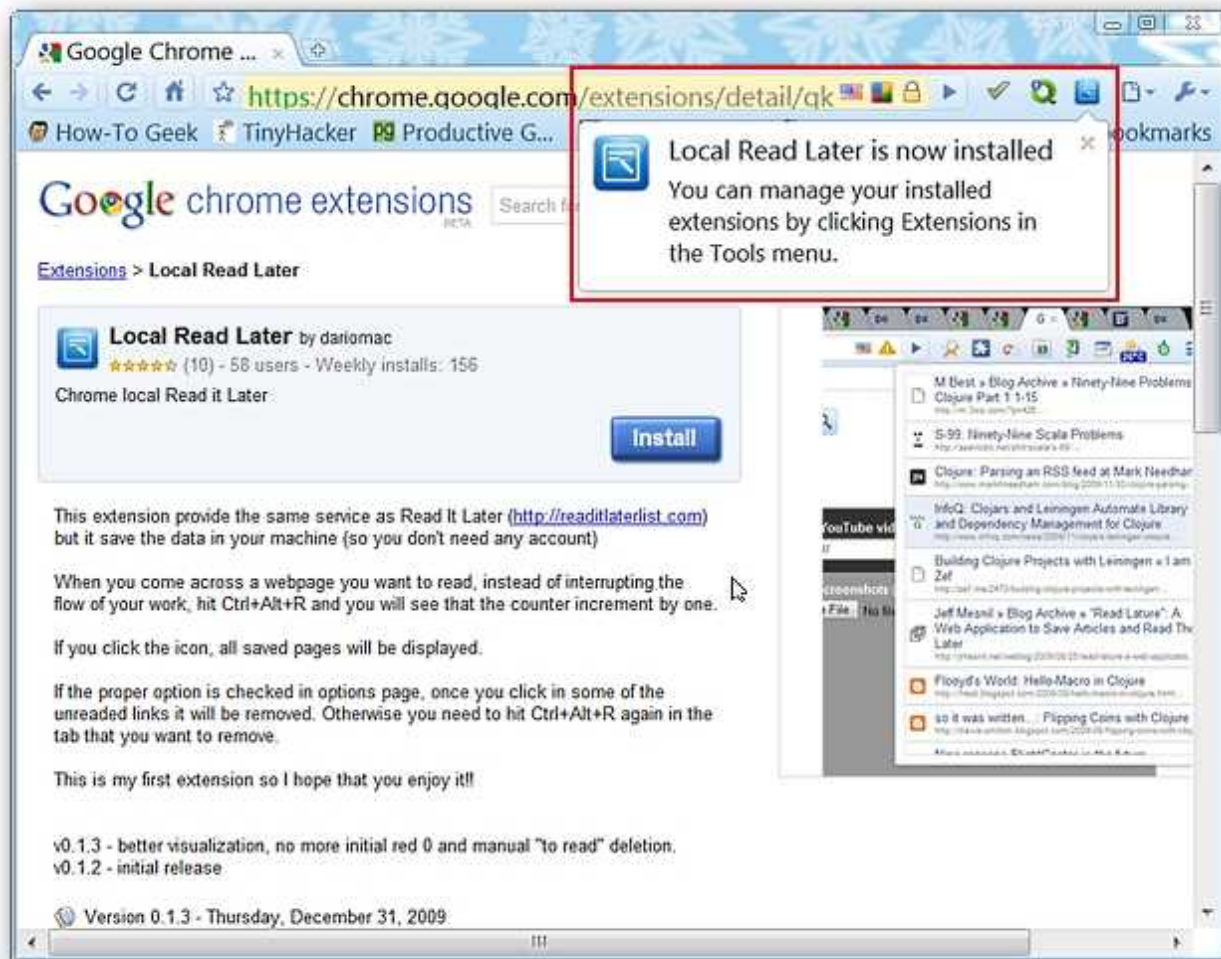 Google Chrome ...
https://chrome.google.com/extensions/detail/qk
How-To Geek TinyHacker Productive G... ookmarks
Local Read Later is now installed
You can manage your installed
extensions by clicking Extensions in
the Tools menu.
Google chrome extensions
BETA
Search fo
Extensions > Local Read Later
Local Read Later by dariomac
(10) - 58 users - Weekly installs: 156
Chrome local Read it Later
Install
This extension provide the same service as Read It Later (http://readitlaterlist.com)
but it save the data in your machine (so you don't need any account)
When you come across a webpage you want to read, instead of interrupting the
flow of your work, hit Ctrl+Alt+R and you will see that the counter increment by one.
If you click the icon, all saved pages will be displayed.
If the proper option is checked in options page, once you click in some of the
unreaded links it will be removed. Otherwise you need to hit Ctrl+Alt+R again in the
tab that you want to remove.
This is my first extension so I hope that you enjoy it!!
v0.1.3 - better visualization, no more initial red 0 and manual "to read" deletion.
v0.1.2 - initial release
Version 0.1.3 - Thursday, December 31, 2009
M Best » Blog Archive » Ninety-Nine Problems
Clojure Part 1 1-15
S-99: Ninety-Nine Scala Problems
Clojure: Parsing an RSS feed at Mark Needhar
InfoQ: Clojars and Leiningen Automate Library
and Dependency Management for Clojure
Building Clojure Projects with Leiningen « I am
Zef
Jeff Mesnil » Blog Archive » "Read Lature": A
Web Application to Save Articles and Read The
Later
Flooyd's World: Hello-Macro in Clojure
so it was written... : Flipping Coins with Clojure
YouTube vid
screenshots
File No file